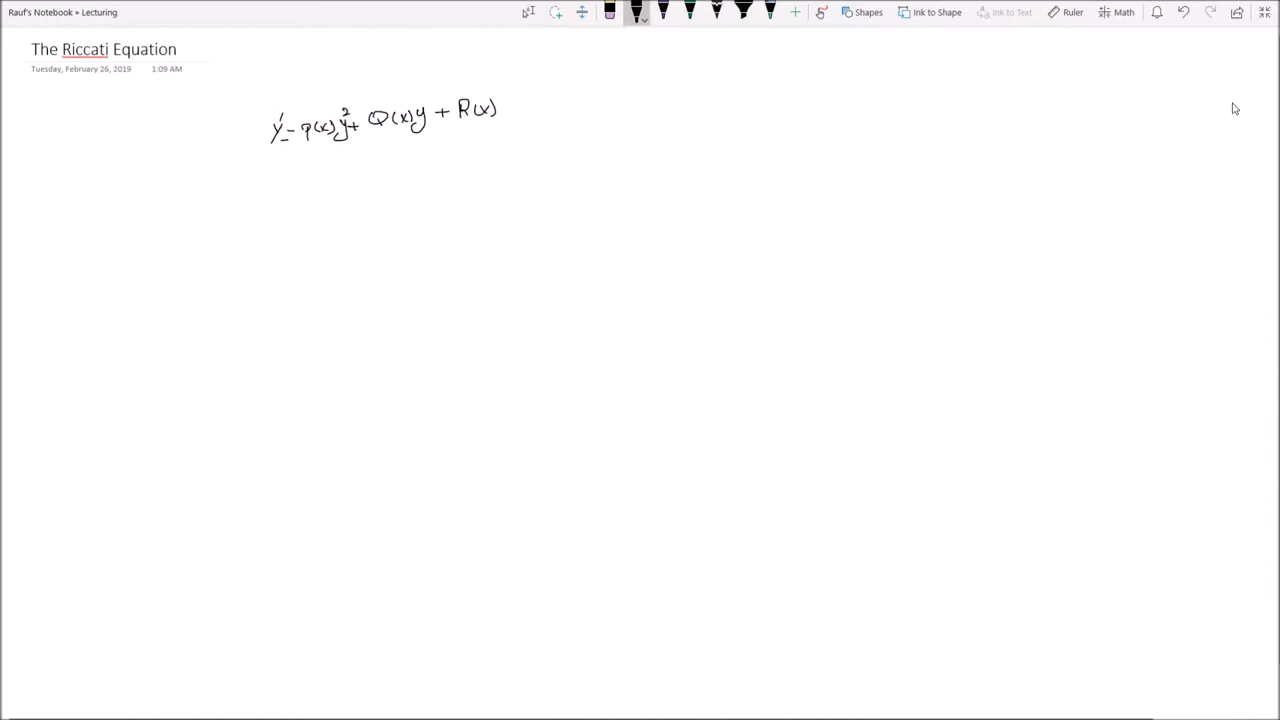 Rauf's Notebook » Lecturing
Shapes Ink to Shape Ink to Text Ruler Math
The Riccati Equation
Tuesday, February 26, 2019 1:09 AM
y' = P(x)y² + Q(x)y + R(x)